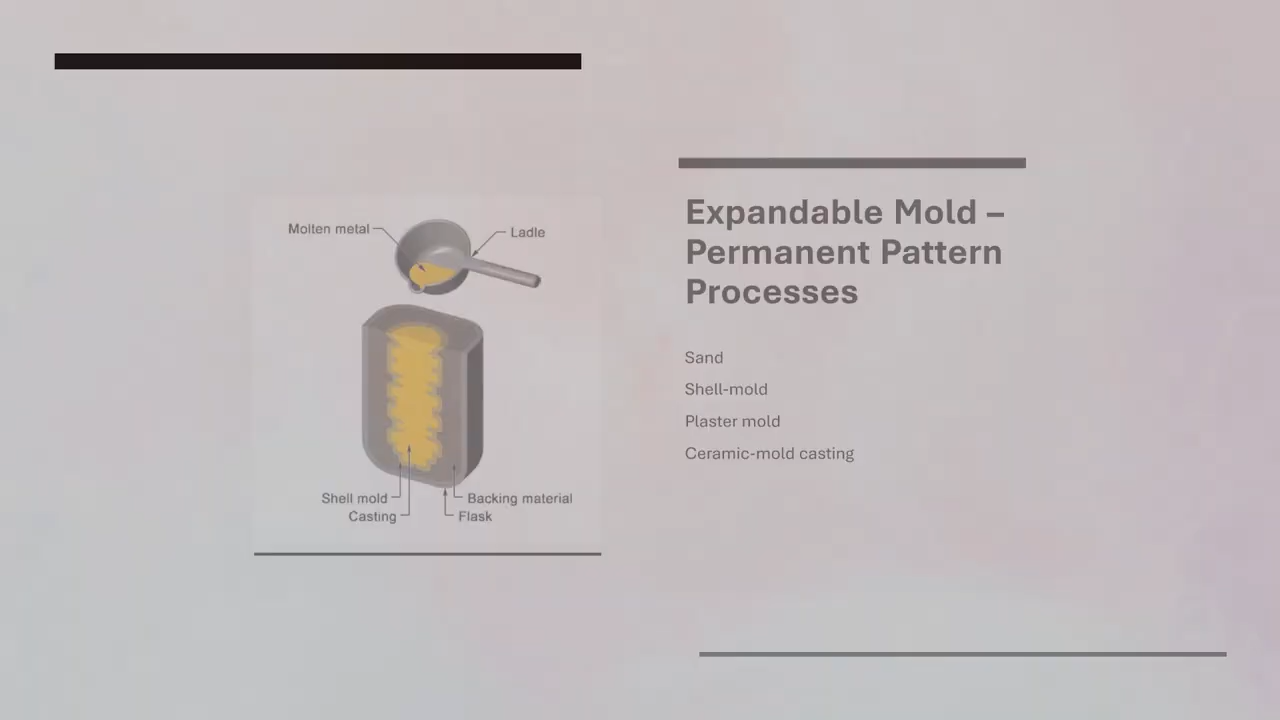 Molten metal
Ladle
Shell mold
Backing material
Casting
Flask
Expandable Mold –
Permanent Pattern
Processes
Sand
Shell-mold
Plaster mold
Ceramic-mold casting